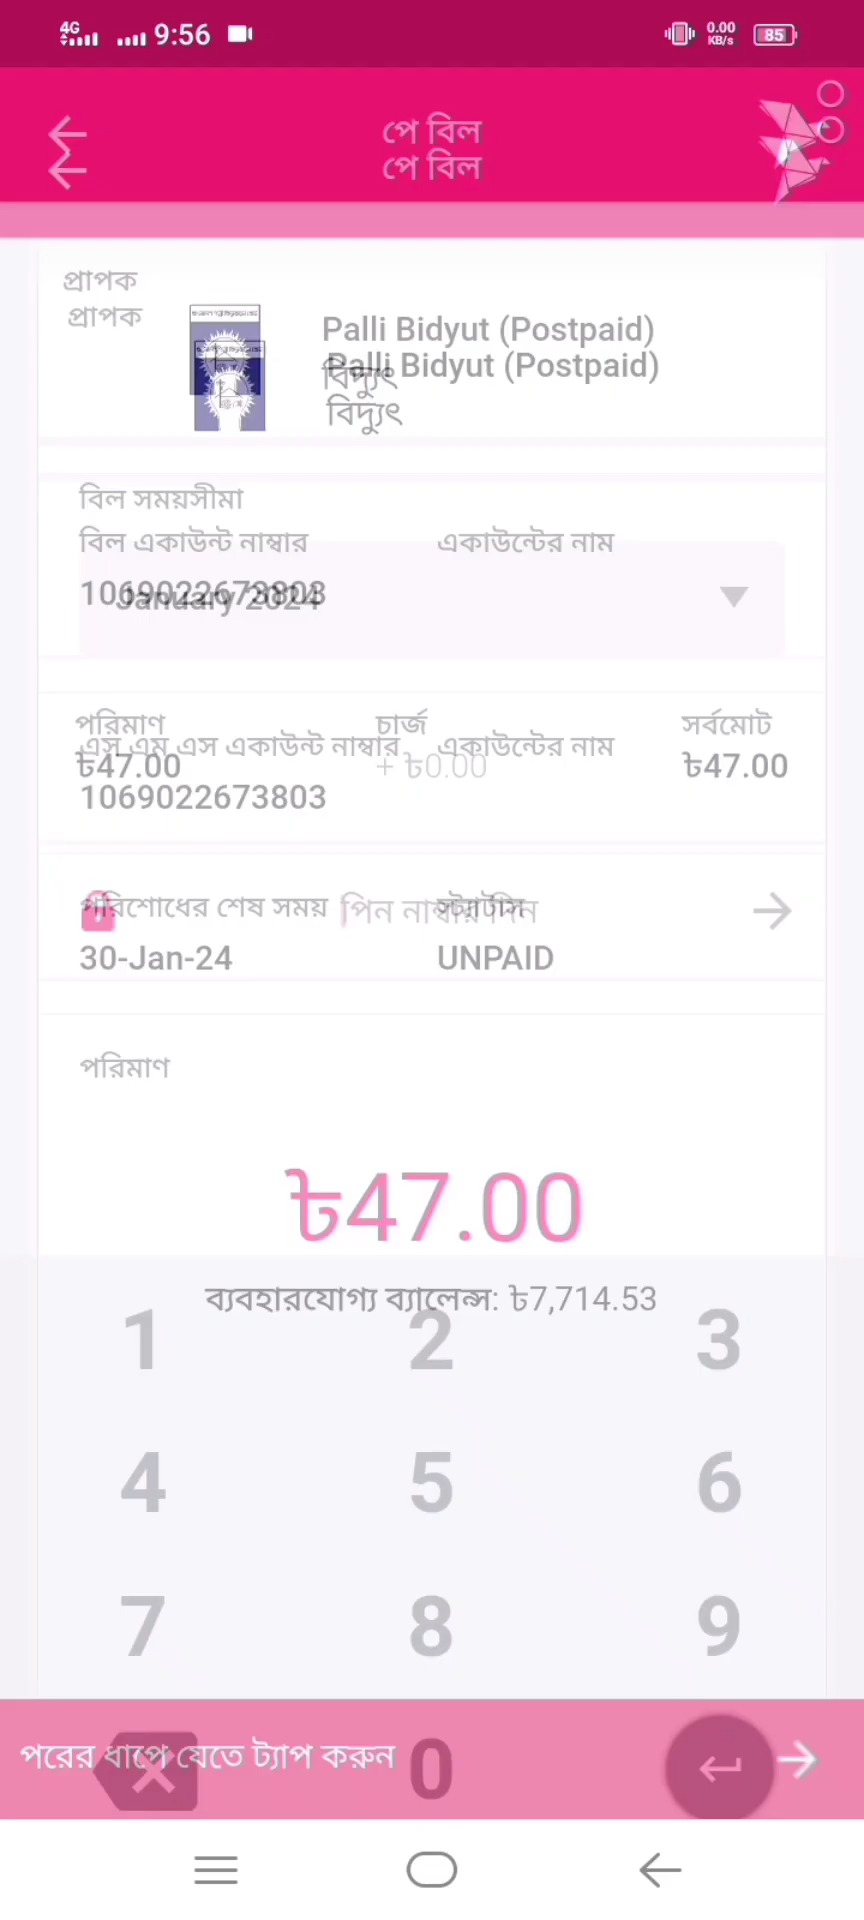 4G 9:56 0.00 KB/s 85
পে বিল
পে বিল
প্রাপক
প্রাপক
Palli Bidyut (Postpaid)
Palli Bidyut (Postpaid)
বিদ্যুৎ
বিদ্যুৎ
বিল সময়সীমা
বিল একাউন্ট নাম্বার একাউন্টের নাম
1069022673803
January 2024
পরিমাণ চার্জ সর্বমোট
এস এম এস একাউন্ট নাম্বার একাউন্টের নাম
৳47.00 + ৳0.00 ৳47.00
1069022673803
পরিশোধের শেষ সময় স্ট্যাটাস
পিন নাম্বার দিন
30-Jan-24 UNPAID
পরিমাণ
৳47.00
ব্যবহারযোগ্য ব্যালেন্স: ৳7,714.53
1 2 3
4 5 6
7 8 9
পরের ধাপে যেতে ট্যাপ করুন
0